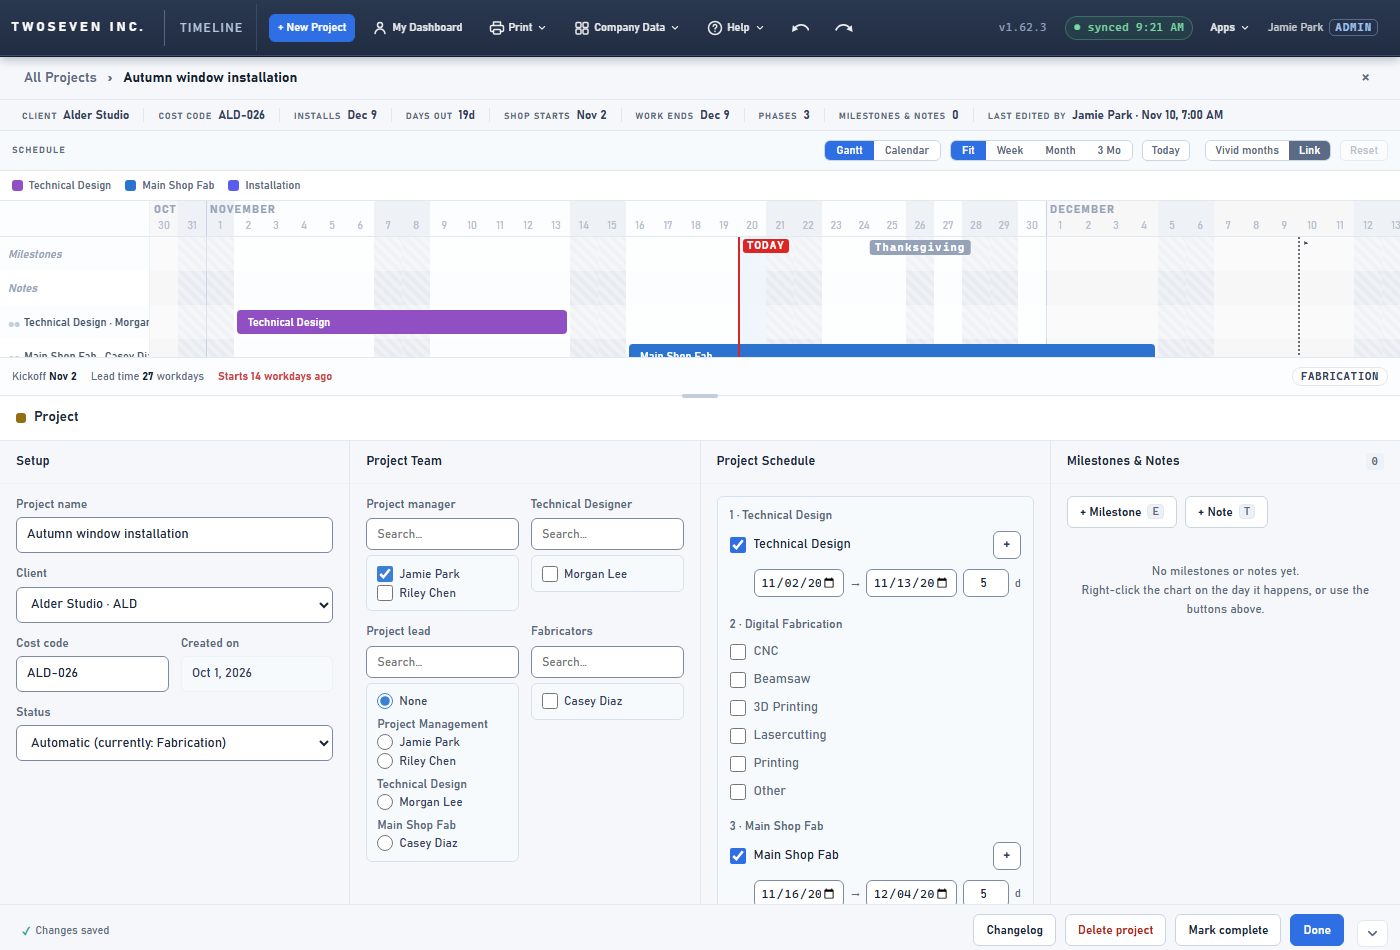 TWOSEVEN INC. TIMELINE + New Project My Dashboard Print Company Data Help v1.62.3 synced 9:21 AM Apps Jamie Park ADMIN
All Projects › Autumn window installation ×
CLIENT Alder Studio COST CODE ALD-026 INSTALLS Dec 9 DAYS OUT 19d SHOP STARTS Nov 2 WORK ENDS Dec 9 PHASES 3 MILESTONES & NOTES 0 LAST EDITED BY Jamie Park · Nov 10, 7:00 AM
SCHEDULE Gantt Calendar Fit Week Month 3 Mo Today Vivid months Link Reset
Technical Design Main Shop Fab Installation
OCT NOVEMBER DECEMBER
30 31 1 2 3 4 5 6 7 8 9 10 11 12 13 14 15 16 17 18 19 20 21 22 23 24 25 26 27 28 29 30 1 2 3 4 5 6 7 8 9 10 11 12 13
Milestones TODAY Thanksgiving
Notes
Technical Design · Morgan Technical Design
Main Shop Fab · Casey Di Main Shop Fab
Kickoff Nov 2 Lead time 27 workdays Starts 14 workdays ago FABRICATION
Project
Setup
Project name
Autumn window installation
Client
Alder Studio · ALD
Cost code Created on
ALD-026 Oct 1, 2026
Status
Automatic (currently: Fabrication)
Project Team
Project manager Technical Designer
Search... Search...
Jamie Park Morgan Lee
Riley Chen
Project lead Fabricators
Search... Search...
None Casey Diaz
Project Management
Jamie Park
Riley Chen
Technical Design
Morgan Lee
Main Shop Fab
Casey Diaz
Project Schedule
1 · Technical Design
Technical Design +
11/02/20 → 11/13/20 5 d
2 · Digital Fabrication
CNC
Beamsaw
3D Printing
Lasercutting
Printing
Other
3 · Main Shop Fab
Main Shop Fab +
11/16/20 → 12/04/20 5 d
Milestones & Notes 0
+ Milestone E + Note T
No milestones or notes yet.
Right-click the chart on the day it happens, or use the
buttons above.
✓ Changes saved Changelog Delete project Mark complete Done